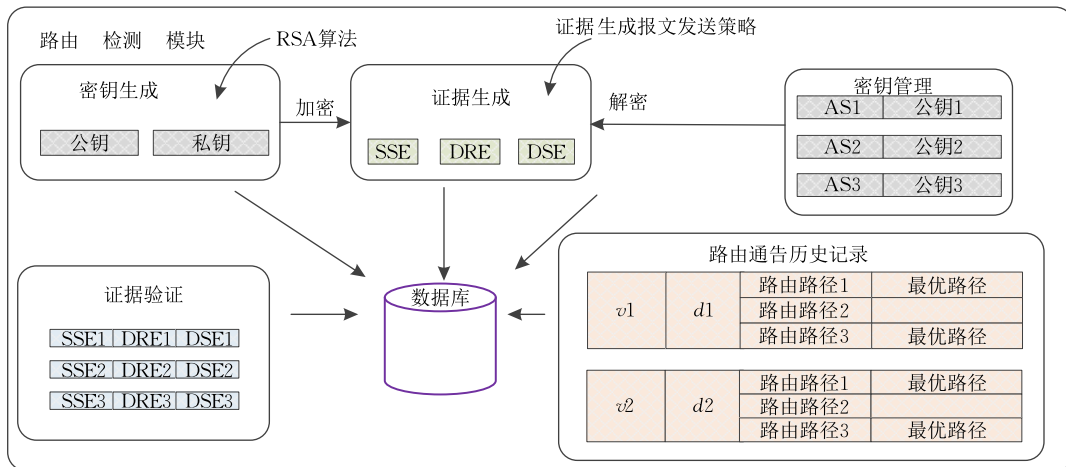 路由 检测 模块
RSA算法
证据生成报文发送策略
密钥生成
公钥 私钥
加密
证据生成
SSE DRE DSE
解密
密钥管理
AS1 公钥1
AS2 公钥2
AS3 公钥3
证据验证
SSE1 DRE1 DSE1
SSE2 DRE2 DSE2
SSE3 DRE3 DSE3
数据库
路由通告历史记录
v1 d1
路由路径1 最优路径
路由路径2
路由路径3 最优路径
v2 d2
路由路径1 最优路径
路由路径2
路由路径3 最优路径